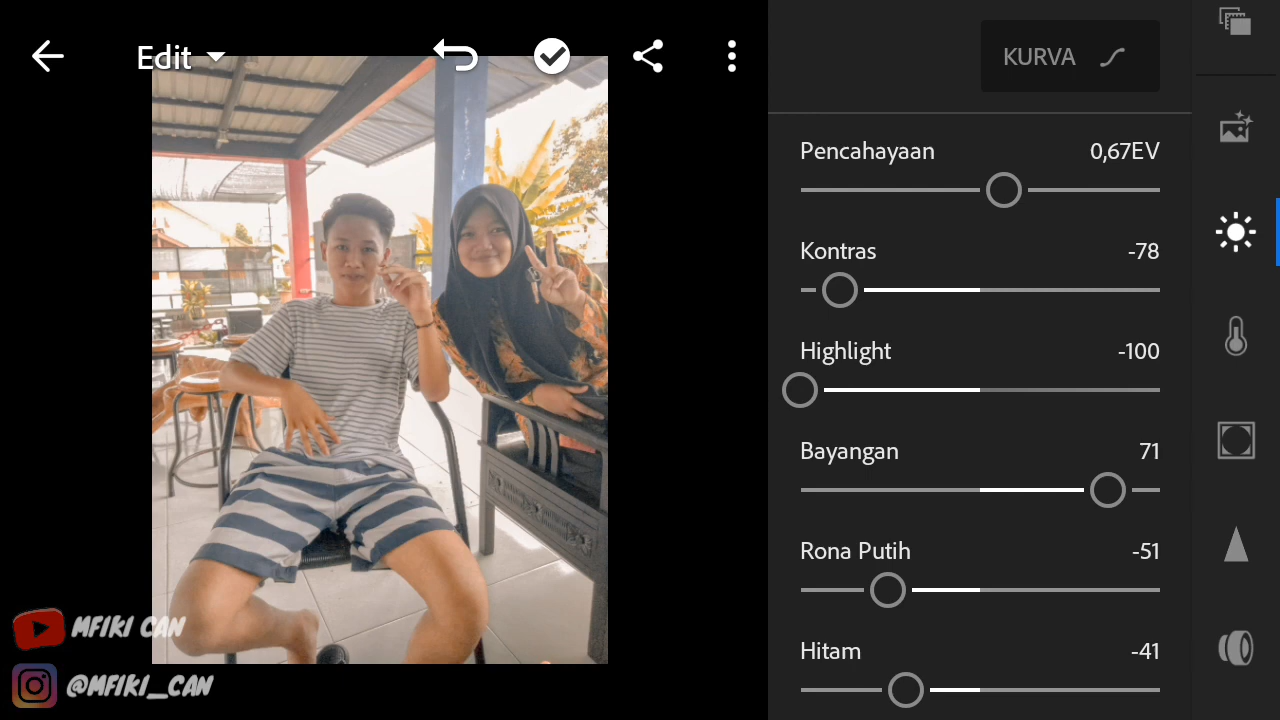 Edit
KURVA
Pencahayaan 0,67EV
Kontras -78
Highlight -100
Bayangan 71
Rona Putih -51
Hitam -41
MFIKI CAN
@MFIKI_CAN